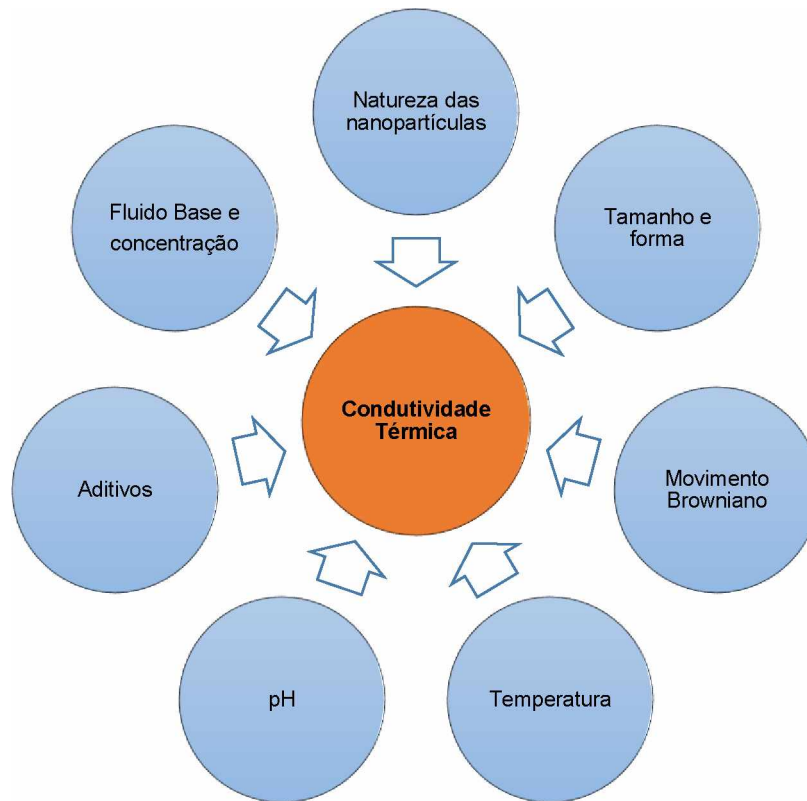 Natureza das
nanopartículas
Fluido Base e
concentração
Tamanho e
forma
Condutividade
Térmica
Aditivos
Movimento
Browniano
pH
Temperatura